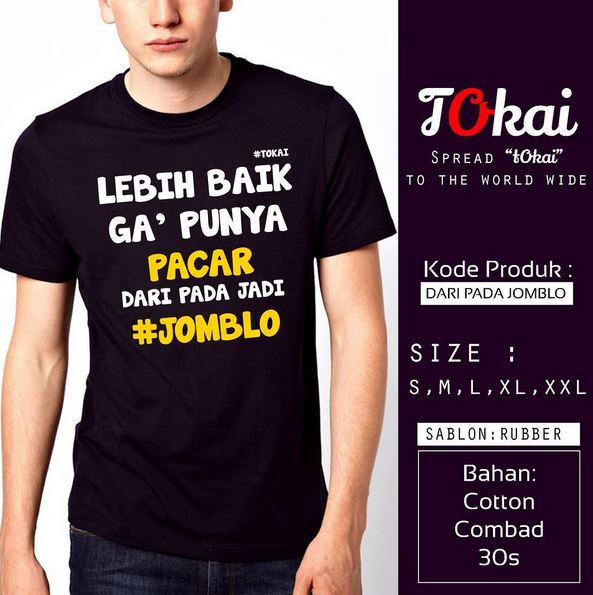 #TOKAI
LEBIH BAIK
GA' PUNYA
PACAR
DARI PADA JADI
#JOMBLO
TOkai
SPREAD "tOkai"
TO THE WORLD WIDE
Kode Produk :
DARI PADA JOMBLO
SIZE :
S,M,L,XL,XXL
SABLON:RUBBER
Bahan:
Cotton
Combad
30s